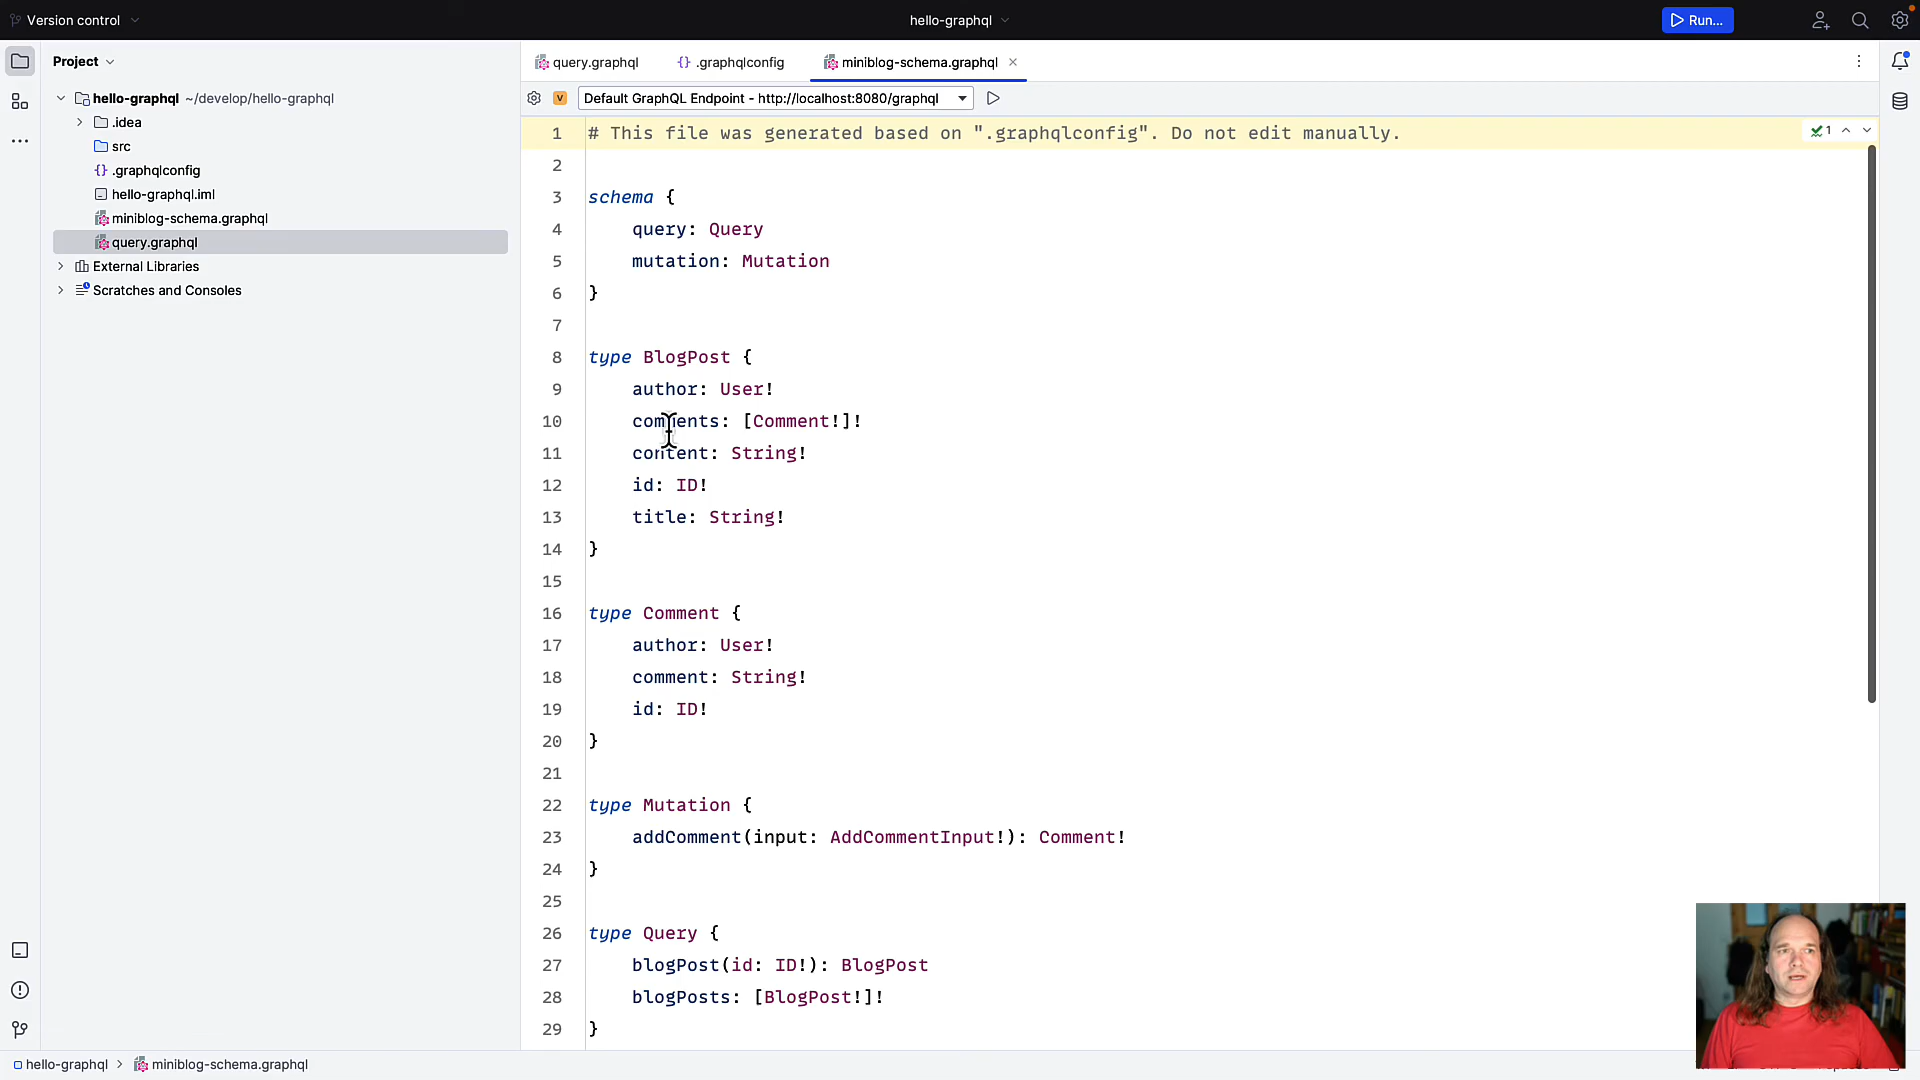 Version control
hello-graphql
Run...
Project
query.graphql
.graphqlconfig
miniblog-schema.graphql
hello-graphql ~/develop/hello-graphql
V
Default GraphQL Endpoint - http://localhost:8080/graphql
.idea
src
.graphqlconfig
hello-graphql.iml
miniblog-schema.graphql
query.graphql
External Libraries
Scratches and Consoles
1 # This file was generated based on ".graphqlconfig". Do not edit manually.
1
2
3 schema {
4 query: Query
5 mutation: Mutation
6 }
7
8 type BlogPost {
9 author: User!
10 comments: [Comment!]!
11 content: String!
12 id: ID!
13 title: String!
14 }
15
16 type Comment {
17 author: User!
18 comment: String!
19 id: ID!
20 }
21
22 type Mutation {
23 addComment(input: AddCommentInput!): Comment!
24 }
25
26 type Query {
27 blogPost(id: ID!): BlogPost
28 blogPosts: [BlogPost!]!
29 }
hello-graphql > miniblog-schema.graphql